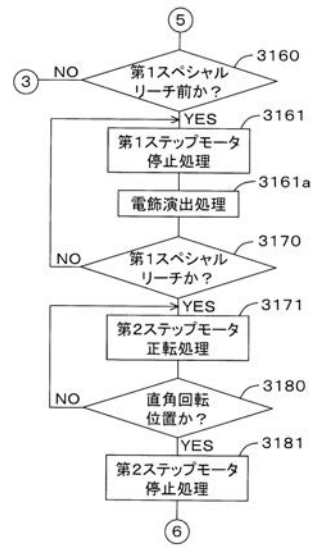 5
3160
3
NO
第1スペシャル
リーチ前か?
YES
3161
第1ステップモータ
停止処理
3161a
電飾演出処理
3170
NO
第1スペシャル
リーチか?
YES
3171
第2ステップモータ
正転処理
3180
NO
直角回転
位置か?
YES
3181
第2ステップモータ
停止処理
6